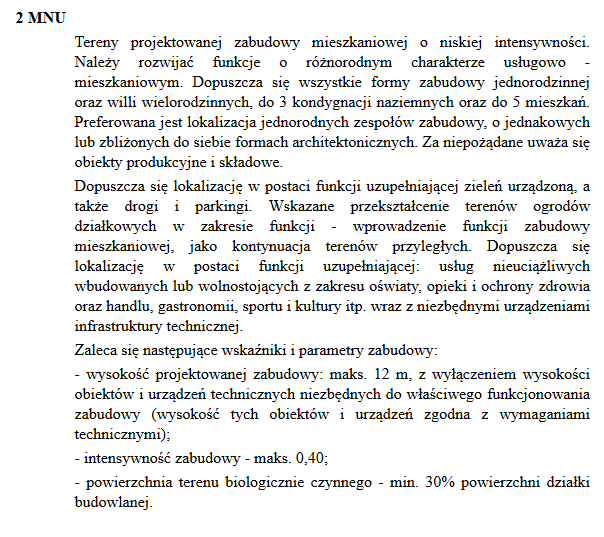 2 MNU
Tereny projektowanej zabudowy mieszkaniowej o niskiej intensywności.
Należy rozwijać funkcje o różnorodnym charakterze usługowo -
mieszkaniowym. Dopuszcza się wszystkie formy zabudowy jednorodzinnej
oraz willi wielorodzinnych, do 3 kondygnacji naziemnych oraz do 5 mieszkań.
Preferowana jest lokalizacja jednorodnych zespołów zabudowy, o jednakowych
lub zbliżonych do siebie formach architektonicznych. Za niepożądane uważa się
obiekty produkcyjne i składowe.
Dopuszcza się lokalizację w postaci funkcji uzupełniającej zieleń urządzoną, a
także drogi i parkingi. Wskazane przekształcenie terenów ogrodów
działkowych w zakresie funkcji - wprowadzenie funkcji zabudowy
mieszkaniowej, jako kontynuacja terenów przyległych. Dopuszcza się
lokalizację w postaci funkcji uzupełniającej: usług nieuciążliwych
wbudowanych lub wolnostojących z zakresu oświaty, opieki i ochrony zdrowia
oraz handlu, gastronomii, sportu i kultury itp. wraz z niezbędnymi urządzeniami
infrastruktury technicznej.
Zaleca się następujące wskaźniki i parametry zabudowy:
- wysokość projektowanej zabudowy: maks. 12 m, z wyłączeniem wysokości
obiektów i urządzeń technicznych niezbędnych do właściwego funkcjonowania
zabudowy (wysokość tych obiektów i urządzeń zgodna z wymaganiami
technicznymi);
- intensywność zabudowy - maks. 0,40;
- powierzchnia terenu biologicznie czynnego - min. 30% powierzchni działki
budowlanej.